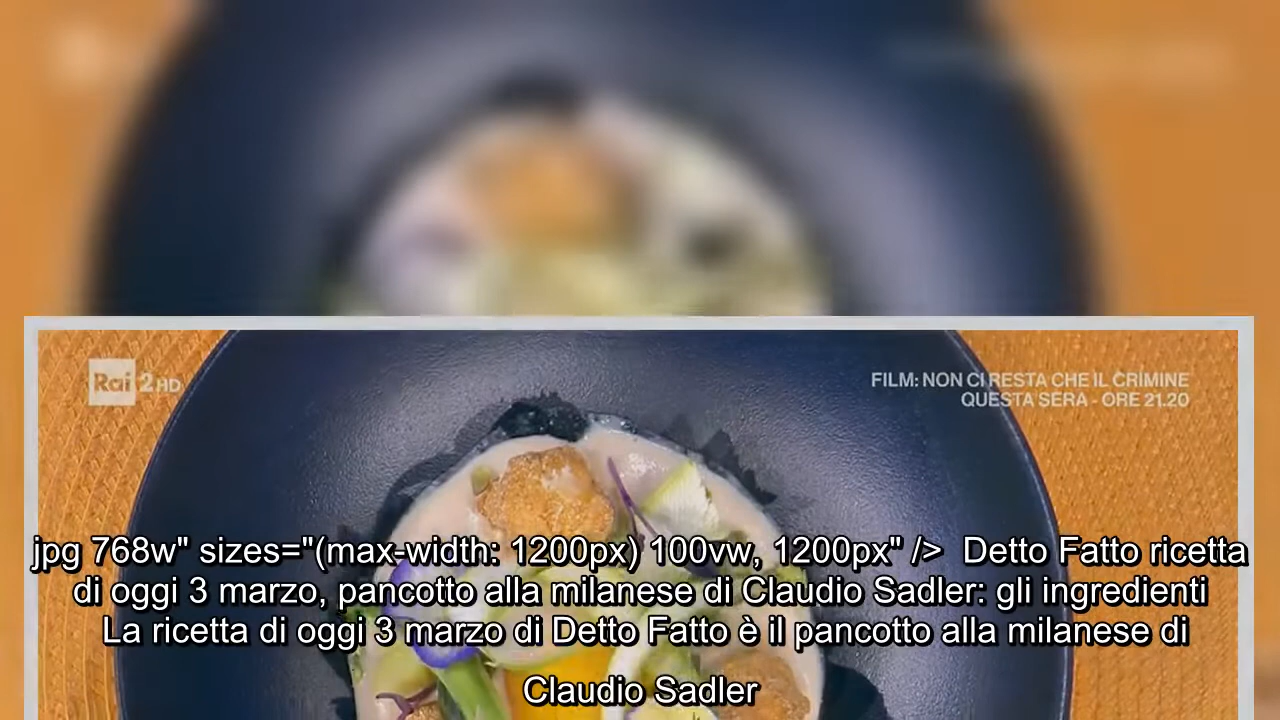 Rai 2 HD
FILM: NON CI RESTA CHE IL CRIMINE
QUESTA SERA - ORE 21.20
jpg 768w" sizes="(max-width: 1200px) 100vw, 1200px" /> Detto Fatto ricetta
di oggi 3 marzo, pancotto alla milanese di Claudio Sadler: gli ingredienti
La ricetta di oggi 3 marzo di Detto Fatto è il pancotto alla milanese di
Claudio Sadler